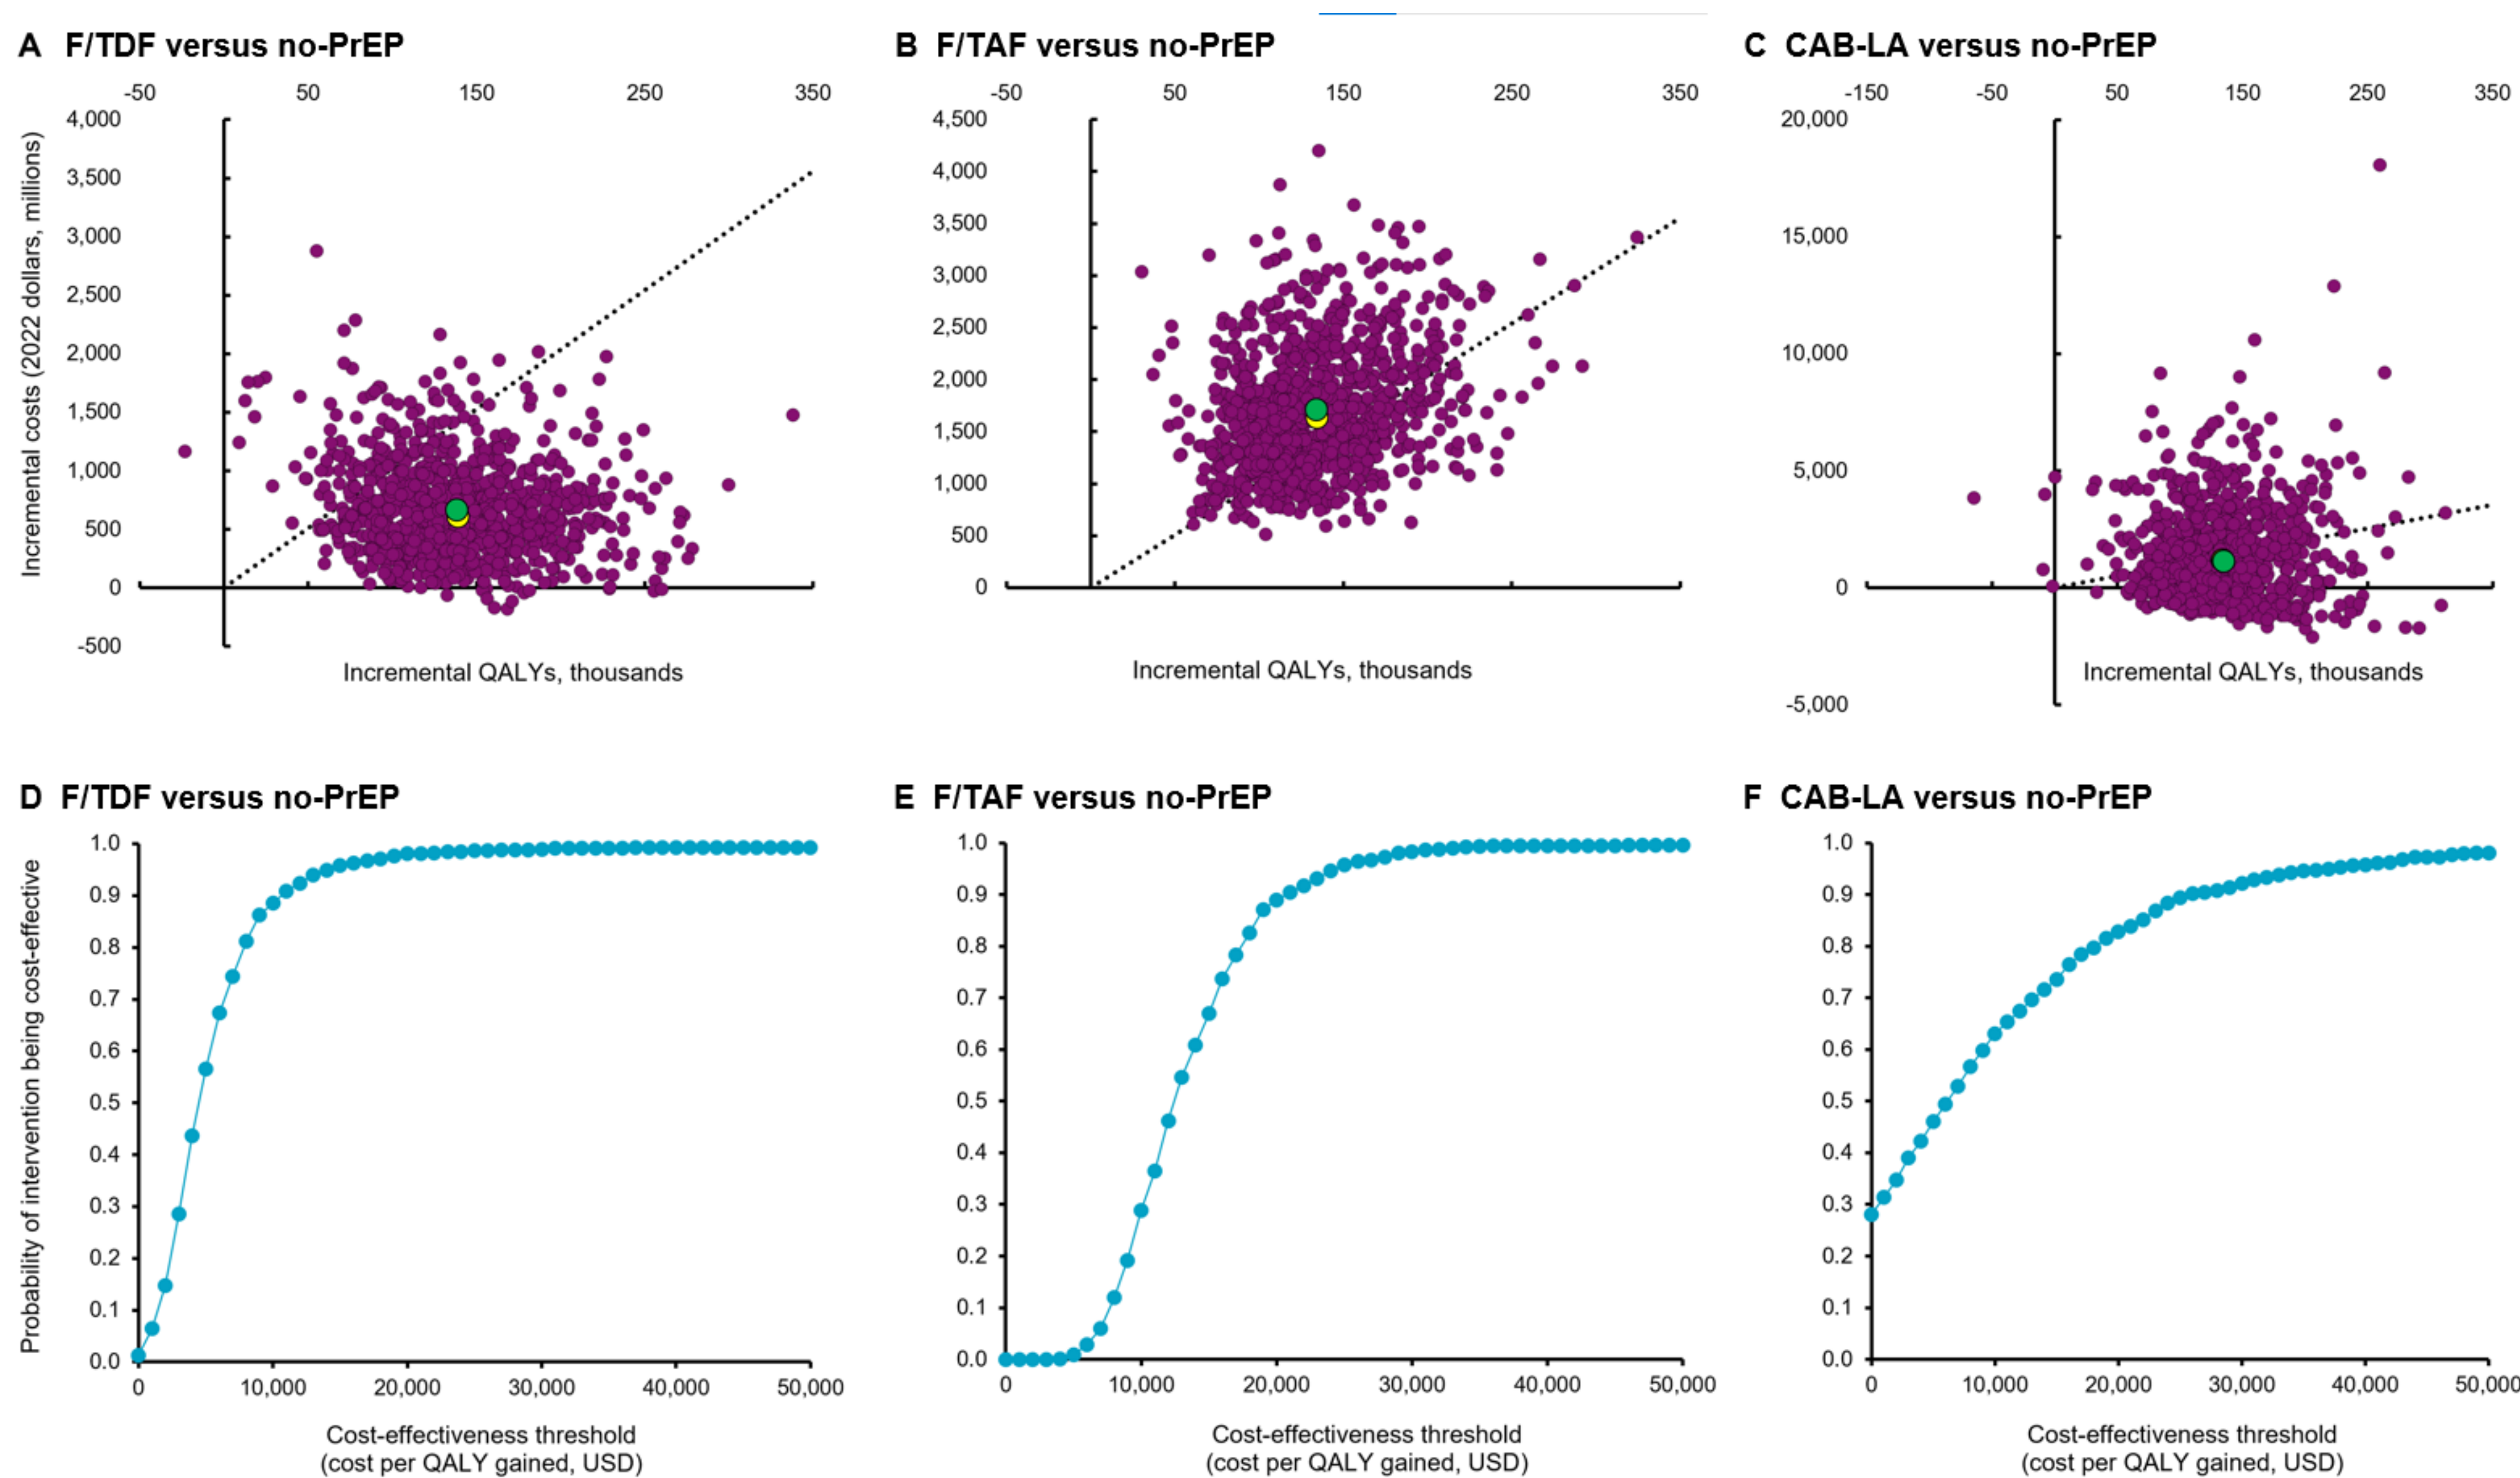 A F/TDF versus no-PrEP
B F/TAF versus no-PrEP
C CAB-LA versus no-PrEP
-50 50 150 250 350
-50 50 150 250 350
-150 -50 50 150 250 350
Incremental costs (2022 dollars, millions)
4,000
3,500
3,000
2,500
2,000
1,500
1,000
500
0
-500
Incremental QALYs, thousands
4,500
4,000
3,500
3,000
2,500
2,000
1,500
1,000
500
0
Incremental QALYs, thousands
20,000
15,000
10,000
5,000
0
-5,000
Incremental QALYs, thousands
D F/TDF versus no-PrEP
E F/TAF versus no-PrEP
F CAB-LA versus no-PrEP
Probability of intervention being cost-effective
1.0
0.9
0.8
0.7
0.6
0.5
0.4
0.3
0.2
0.1
0.0
0 10,000 20,000 30,000 40,000 50,000
Cost-effectiveness threshold
(cost per QALY gained, USD)
1.0
0.9
0.8
0.7
0.6
0.5
0.4
0.3
0.2
0.1
0.0
0 10,000 20,000 30,000 40,000 50,000
Cost-effectiveness threshold
(cost per QALY gained, USD)
1.0
0.9
0.8
0.7
0.6
0.5
0.4
0.3
0.2
0.1
0.0
0 10,000 20,000 30,000 40,000 50,000
Cost-effectiveness threshold
(cost per QALY gained, USD)